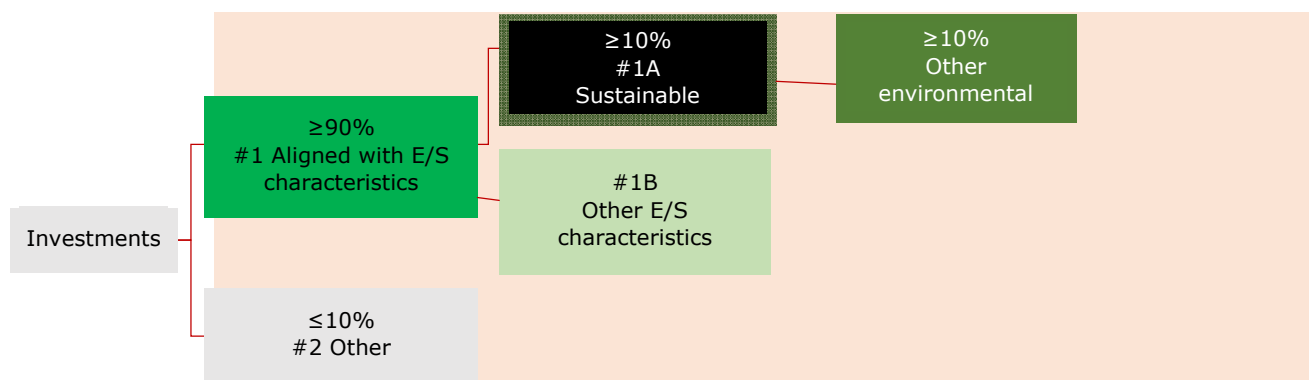 ≥10%
#1A
Sustainable
≥10%
Other
environmental
≥90%
#1 Aligned with E/S
characteristics
#1B
Other E/S
characteristics
Investments
≤10%
#2 Other